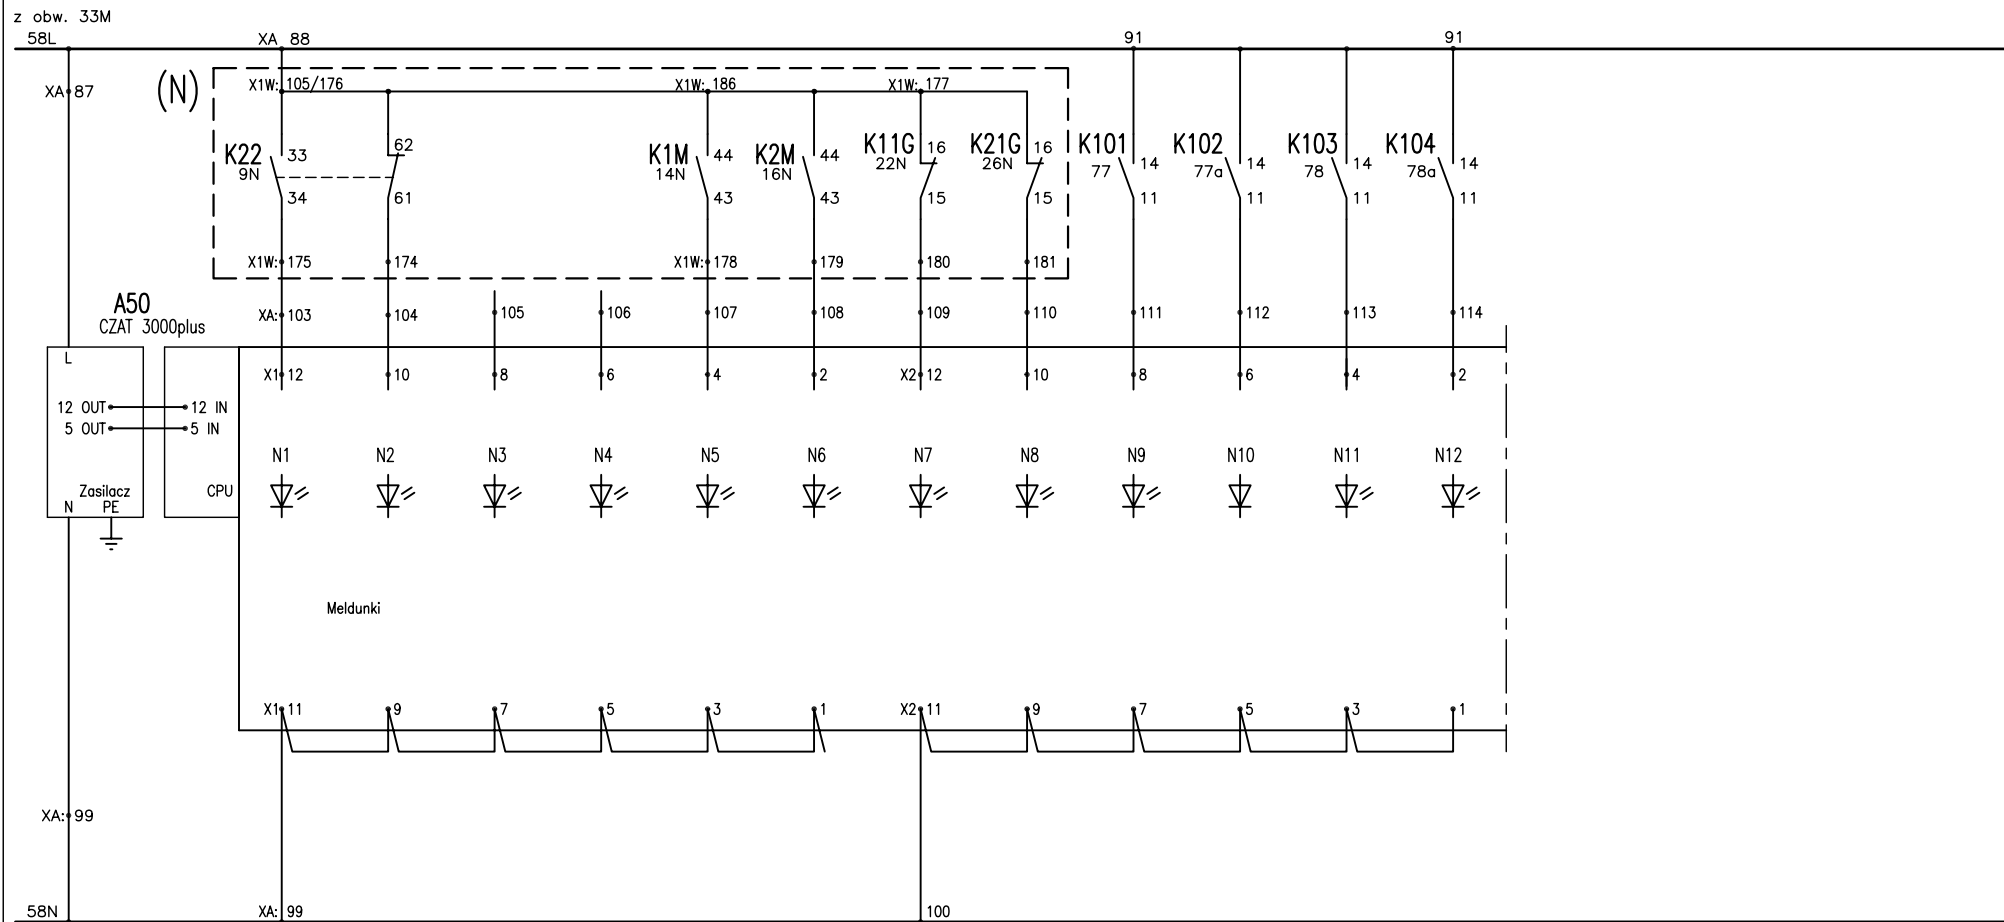 z obw. 33M
58L XA 88 91 91
XA 87 (N) X1W: 105/176 X1W: 186 X1W: 177
62
K22 33 K1M 44 K2M 44 K11G 16 K21G 16 K101 14 K102 14 K103 14 K104 14
9N 14N 16N 22N 26N 77 77a 78 78a
34 61 43 43 15 15 11 11 11 11
X1W: 175 174 X1W: 178 179 180 181
A50
CZAT 3000plus
XA: 103 104 105 106 107 108 109 110 111 112 113 114
L
X1 12 10 8 6 4 2 X2 12 10 8 6 4 2
12 OUT 12 IN
5 OUT 5 IN
N1 N2 N3 N4 N5 N6 N7 N8 N9 N10 N11 N12
Zasilacz CPU
N PE
Meldunki
X1 11 9 7 5 3 1 X2 11 9 7 5 3 1
XA: 99
58N XA: 99 100